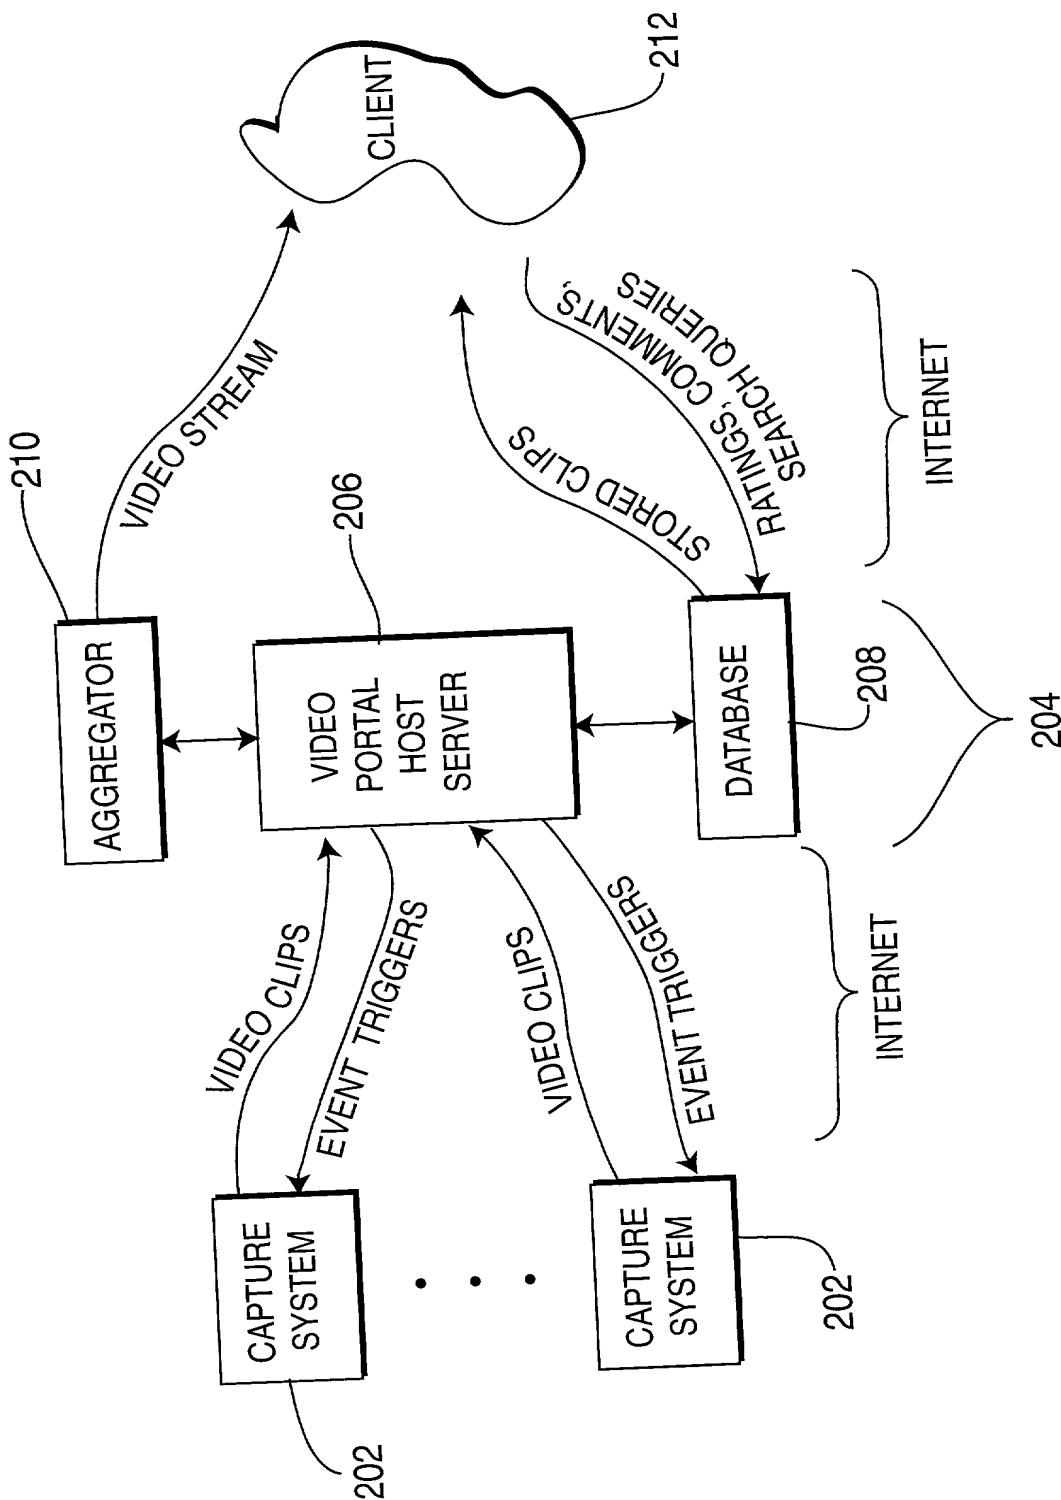 CAPTURE
SYSTEM
202
CAPTURE
SYSTEM
202
VIDEO CLIPS
EVENT TRIGGERS
VIDEO CLIPS
EVENT TRIGGERS
INTERNET
AGGREGATOR
210
VIDEO
PORTAL
HOST
SERVER
206
DATABASE
208
204
VIDEO STREAM
STORED CLIPS
RATINGS, COMMENTS,
SEARCH QUERIES
INTERNET
CLIENT
212